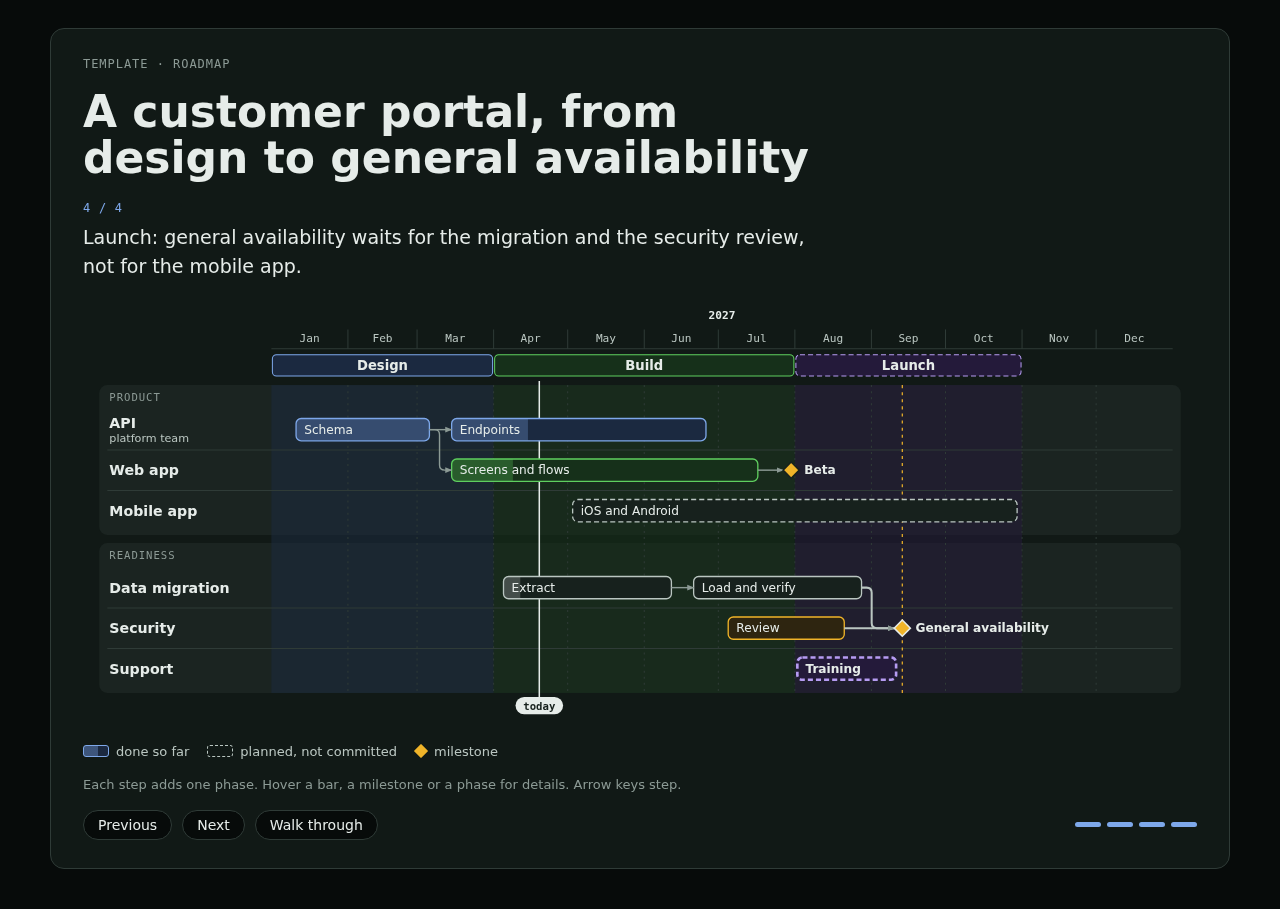 TEMPLATE · ROADMAP
A customer portal, from
design to general availability
4 / 4
Launch: general availability waits for the migration and the security review,
not for the mobile app.
2027
Jan Feb Mar Apr May Jun Jul Aug Sep Oct Nov Dec
Design Build Launch
PRODUCT
API
platform team
Schema Endpoints
Web app Screens and flows Beta
Mobile app iOS and Android
READINESS
Data migration Extract Load and verify
Security Review General availability
Support Training
today
done so far planned, not committed milestone
Each step adds one phase. Hover a bar, a milestone or a phase for details. Arrow keys step.
Previous Next Walk through